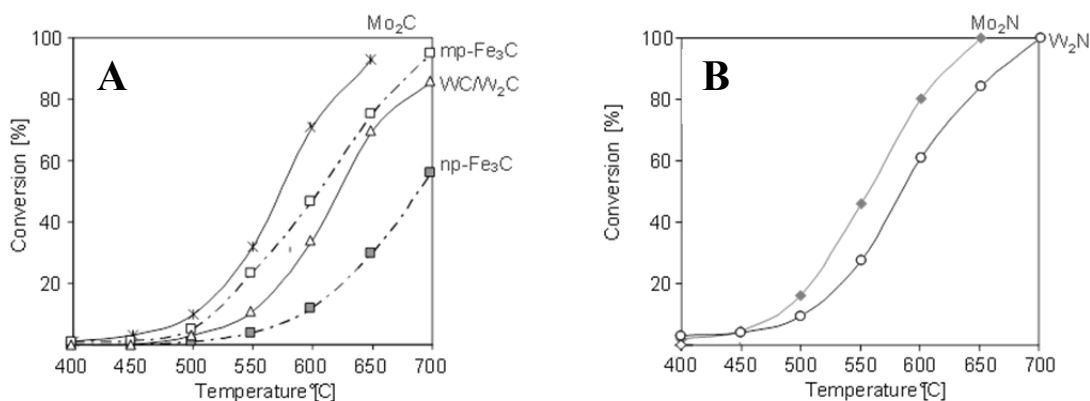 A
Mo₂C
mp-Fe₃C
WC/W₂C
np-Fe₃C
Conversion [%]
100
80
60
40
20
400 450 500 550 600 650 700
Temperature°[C]
B
Mo₂N
W₂N
Conversion [%]
100
80
60
40
20
400 450 500 550 600 650 700
Temperature°[C]